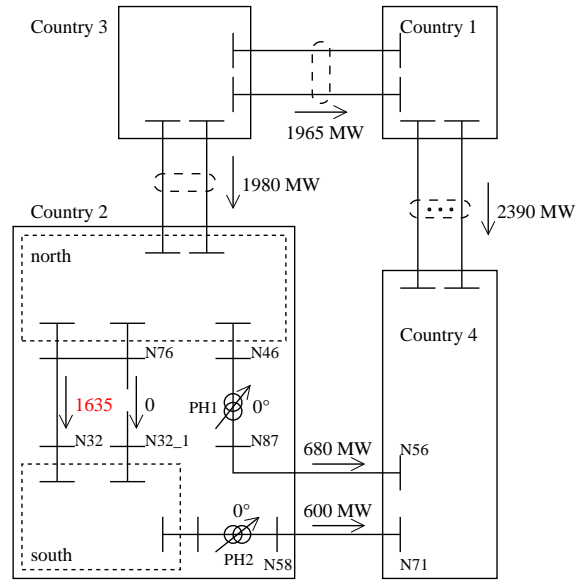 Country 3
Country 1
1965 MW
1980 MW
2390 MW
Country 2
north
Country 4
N76
N46
1635
0
PH1
0°
N32
N32_1
N87
680 MW
N56
0°
600 MW
south
PH2
N58
N71